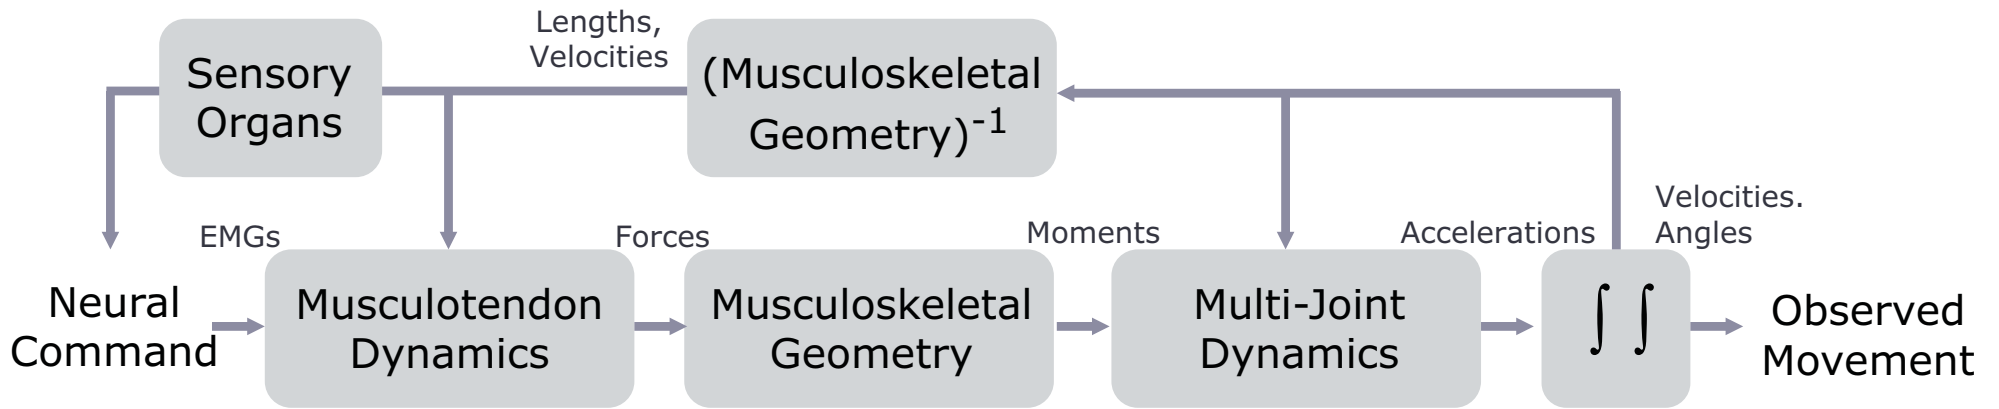 Lengths,
Velocities
Sensory
Organs
(Musculoskeletal
Geometry)-1
Velocities.
Angles
EMGs
Forces
Moments
Accelerations
Neural
Command
Musculotendon
Dynamics
Musculoskeletal
Geometry
Multi-Joint
Dynamics
∫ ∫
Observed
Movement